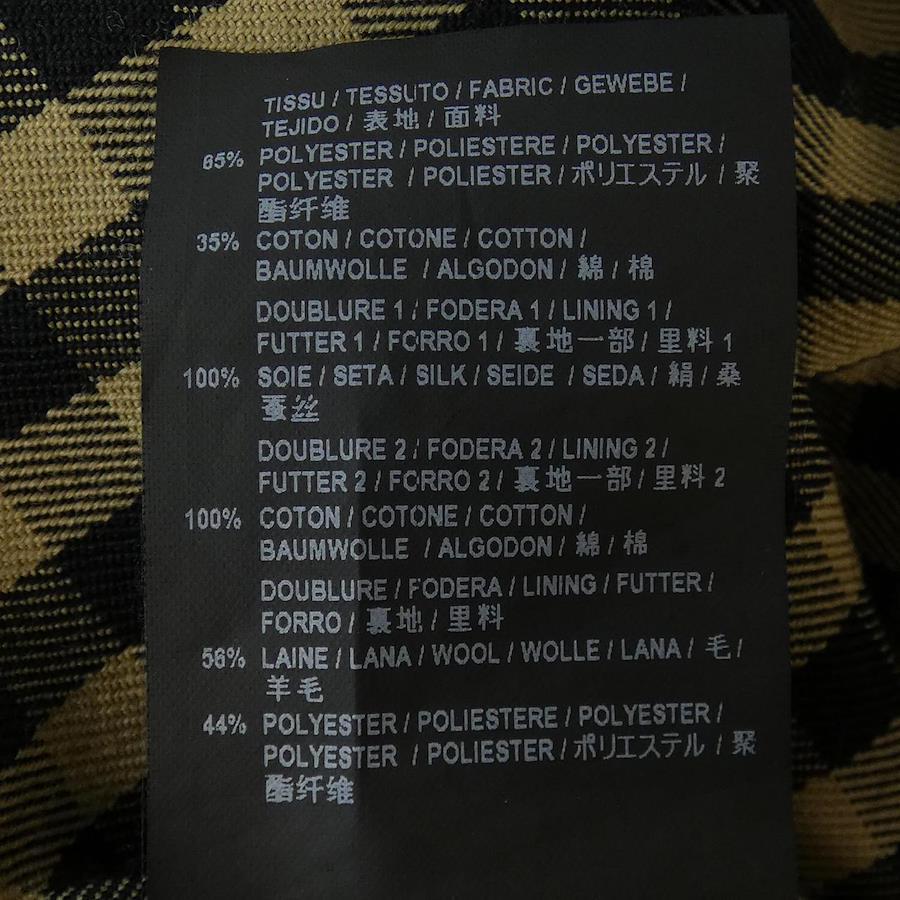 TISSU / TESSUTO / FABRIC / GEWEBE /
TEJIDO / 表地 / 面料
65% POLYESTER / POLIESTERE / POLYESTER /
POLYESTER / POLIESTER / ポリエステル / 聚
酯纤维
35% COTON / COTONE / COTTON /
BAUMWOLLE / ALGODON / 綿 / 棉
DOUBLURE 1 / FODERA 1 / LINING 1 /
FUTTER 1 / FORRO 1 / 裏地一部 / 里料 1
100% SOIE / SETA / SILK / SEIDE / SEDA / 絹 / 桑
蚕丝
DOUBLURE 2 / FODERA 2 / LINING 2 /
FUTTER 2 / FORRO 2 / 裏地一部 / 里料 2
100% COTON / COTONE / COTTON /
BAUMWOLLE / ALGODON / 綿 / 棉
DOUBLURE / FODERA / LINING / FUTTER /
FORRO / 裏地 / 里料
56% LAINE / LANA / WOOL / WOLLE / LANA / 毛 /
羊毛
44% POLYESTER / POLIESTERE / POLYESTER /
POLYESTER / POLIESTER / ポリエステル / 聚
酯纤维